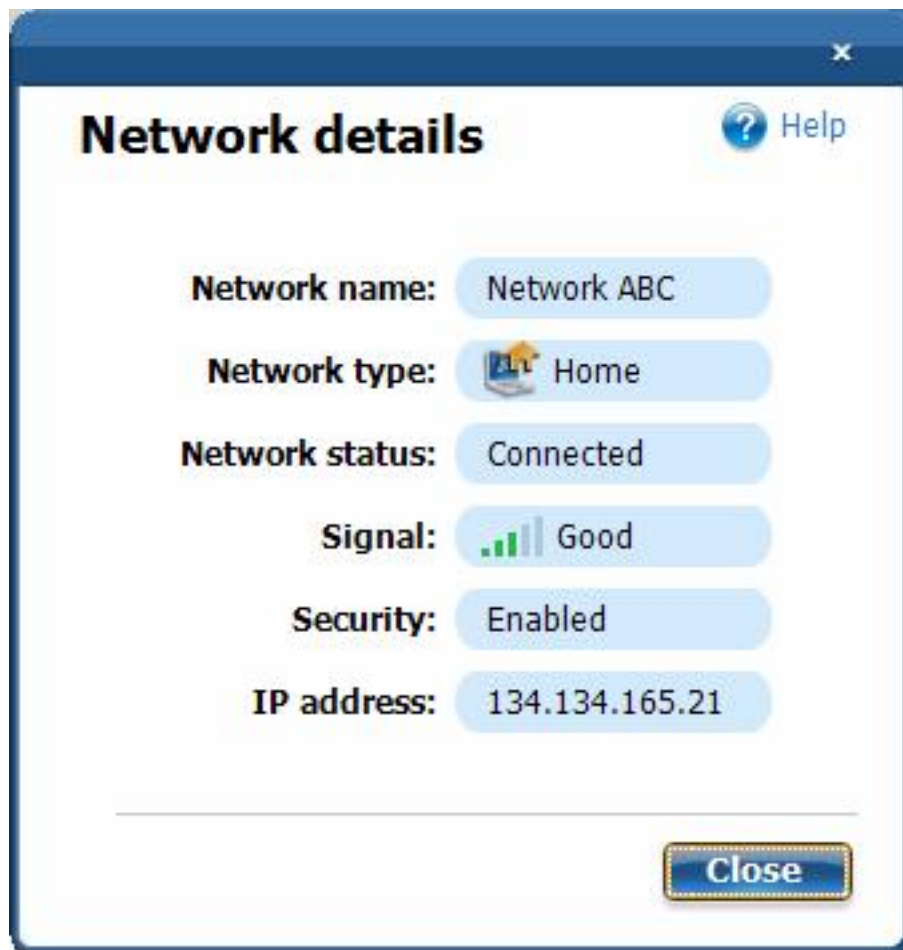 Network details
Help
Network name: Network ABC
Network type: Home
Network status: Connected
Signal: Good
Security: Enabled
IP address: 134.134.165.21
Close